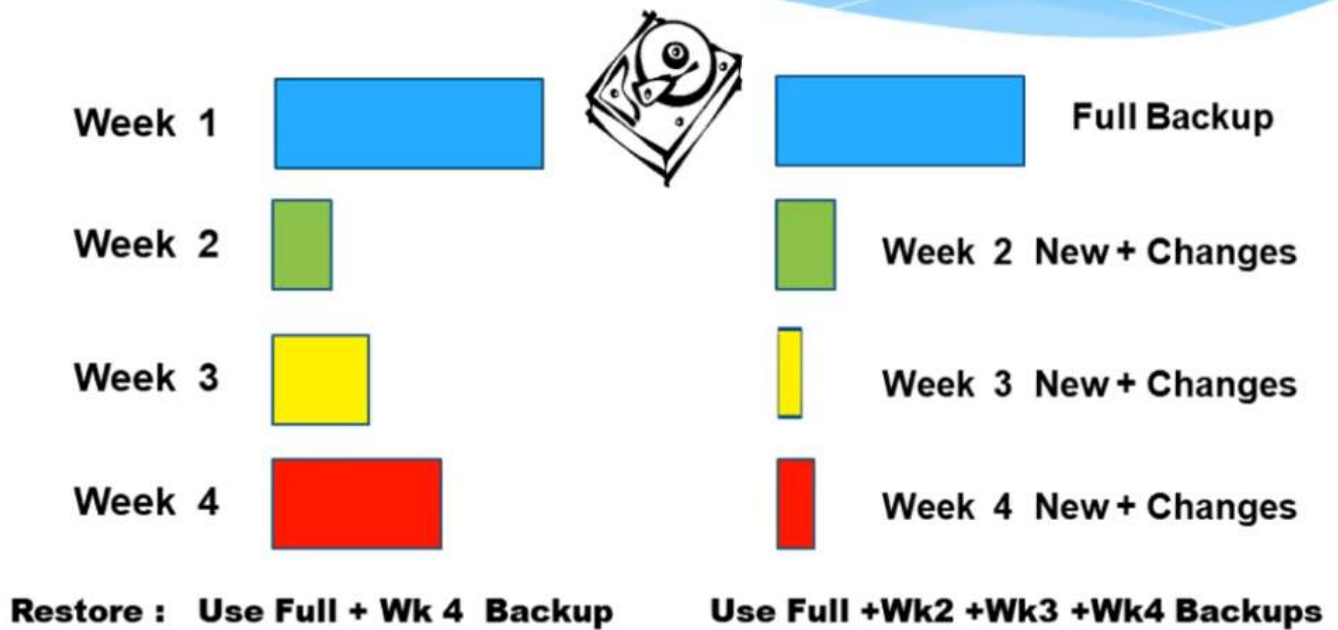 Week 1
Full Backup
Week 2
Week 2 New + Changes
Week 3
Week 3 New + Changes
Week 4
Week 4 New + Changes
Restore : Use Full + Wk 4 Backup
Use Full +Wk2 +Wk3 +Wk4 Backups